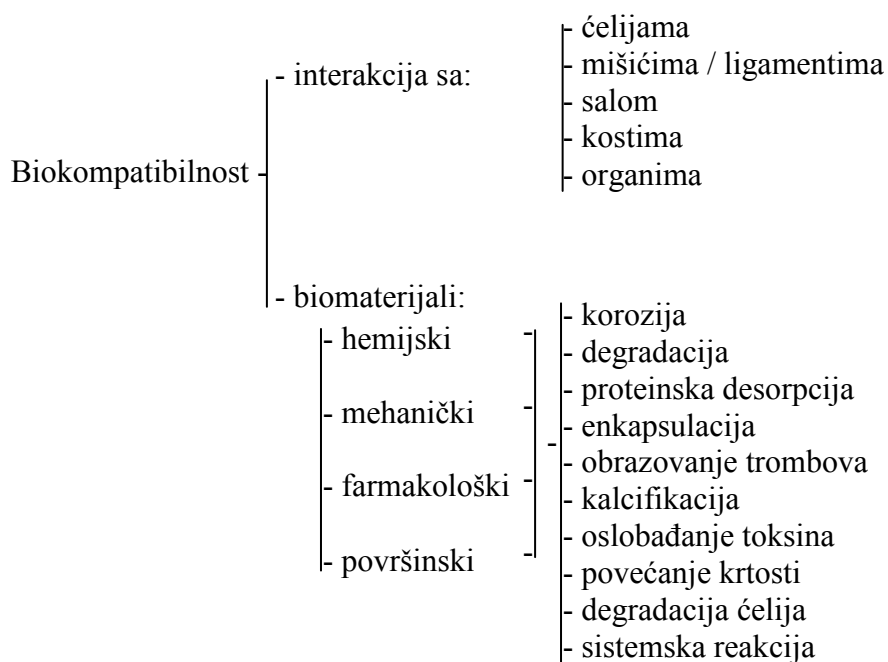 Biokompatibilnost
- interakcija sa:
- ćelijama
- mišićima / ligamentima
- salom
- kostima
- organima
- biomaterijali:
- hemijski
- mehanički
- farmakološki
- površinski
- korozija
- degradacija
- proteinska desorpcija
- enkapsulacija
- obrazovanje trombova
- kalcifikacija
- oslobađanje toksina
- povećanje krtosti
- degradacija ćelija
- sistemska reakcija